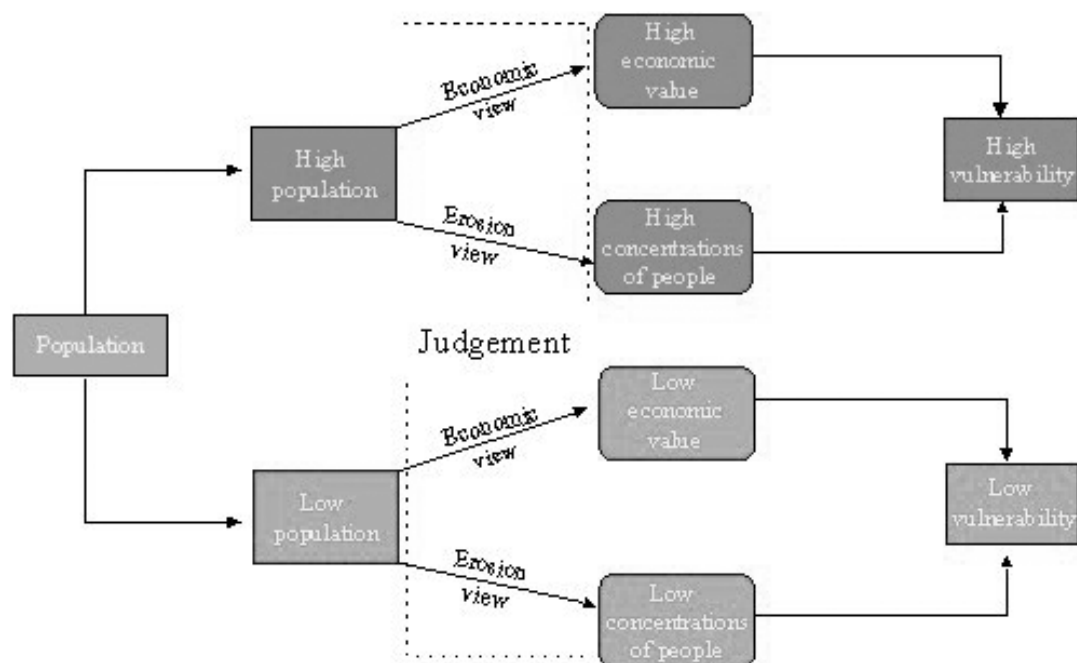 High
economic
value
Economic
view
High
population
High
vulnerability
Erosion
view
High
concentrations
of people
Population
Judgement
Low
economic
value
Economic
view
Low
population
Low
vulnerability
Erosion
view
Low
concentrations
of people